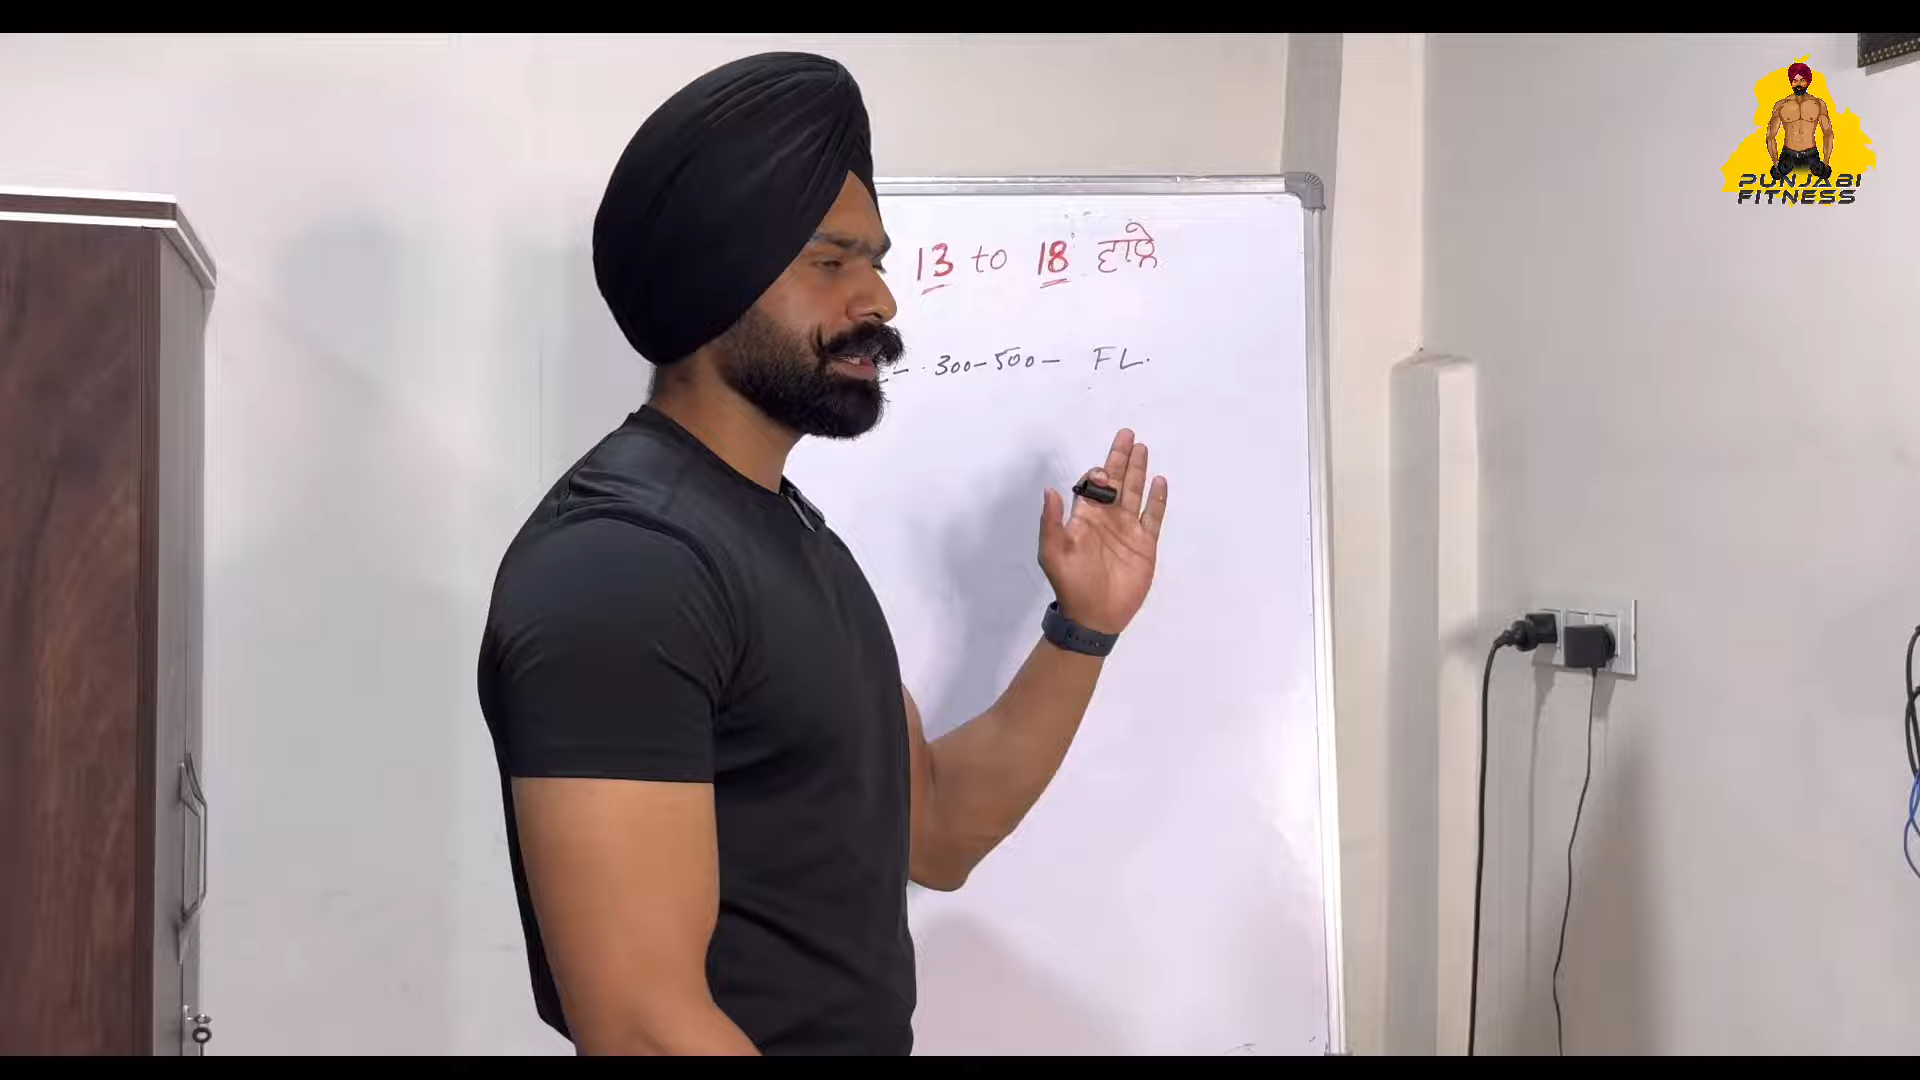 PUNJABI
FITNESS
13 to 18 ਵਾਲੇ
- 300-500- FL.